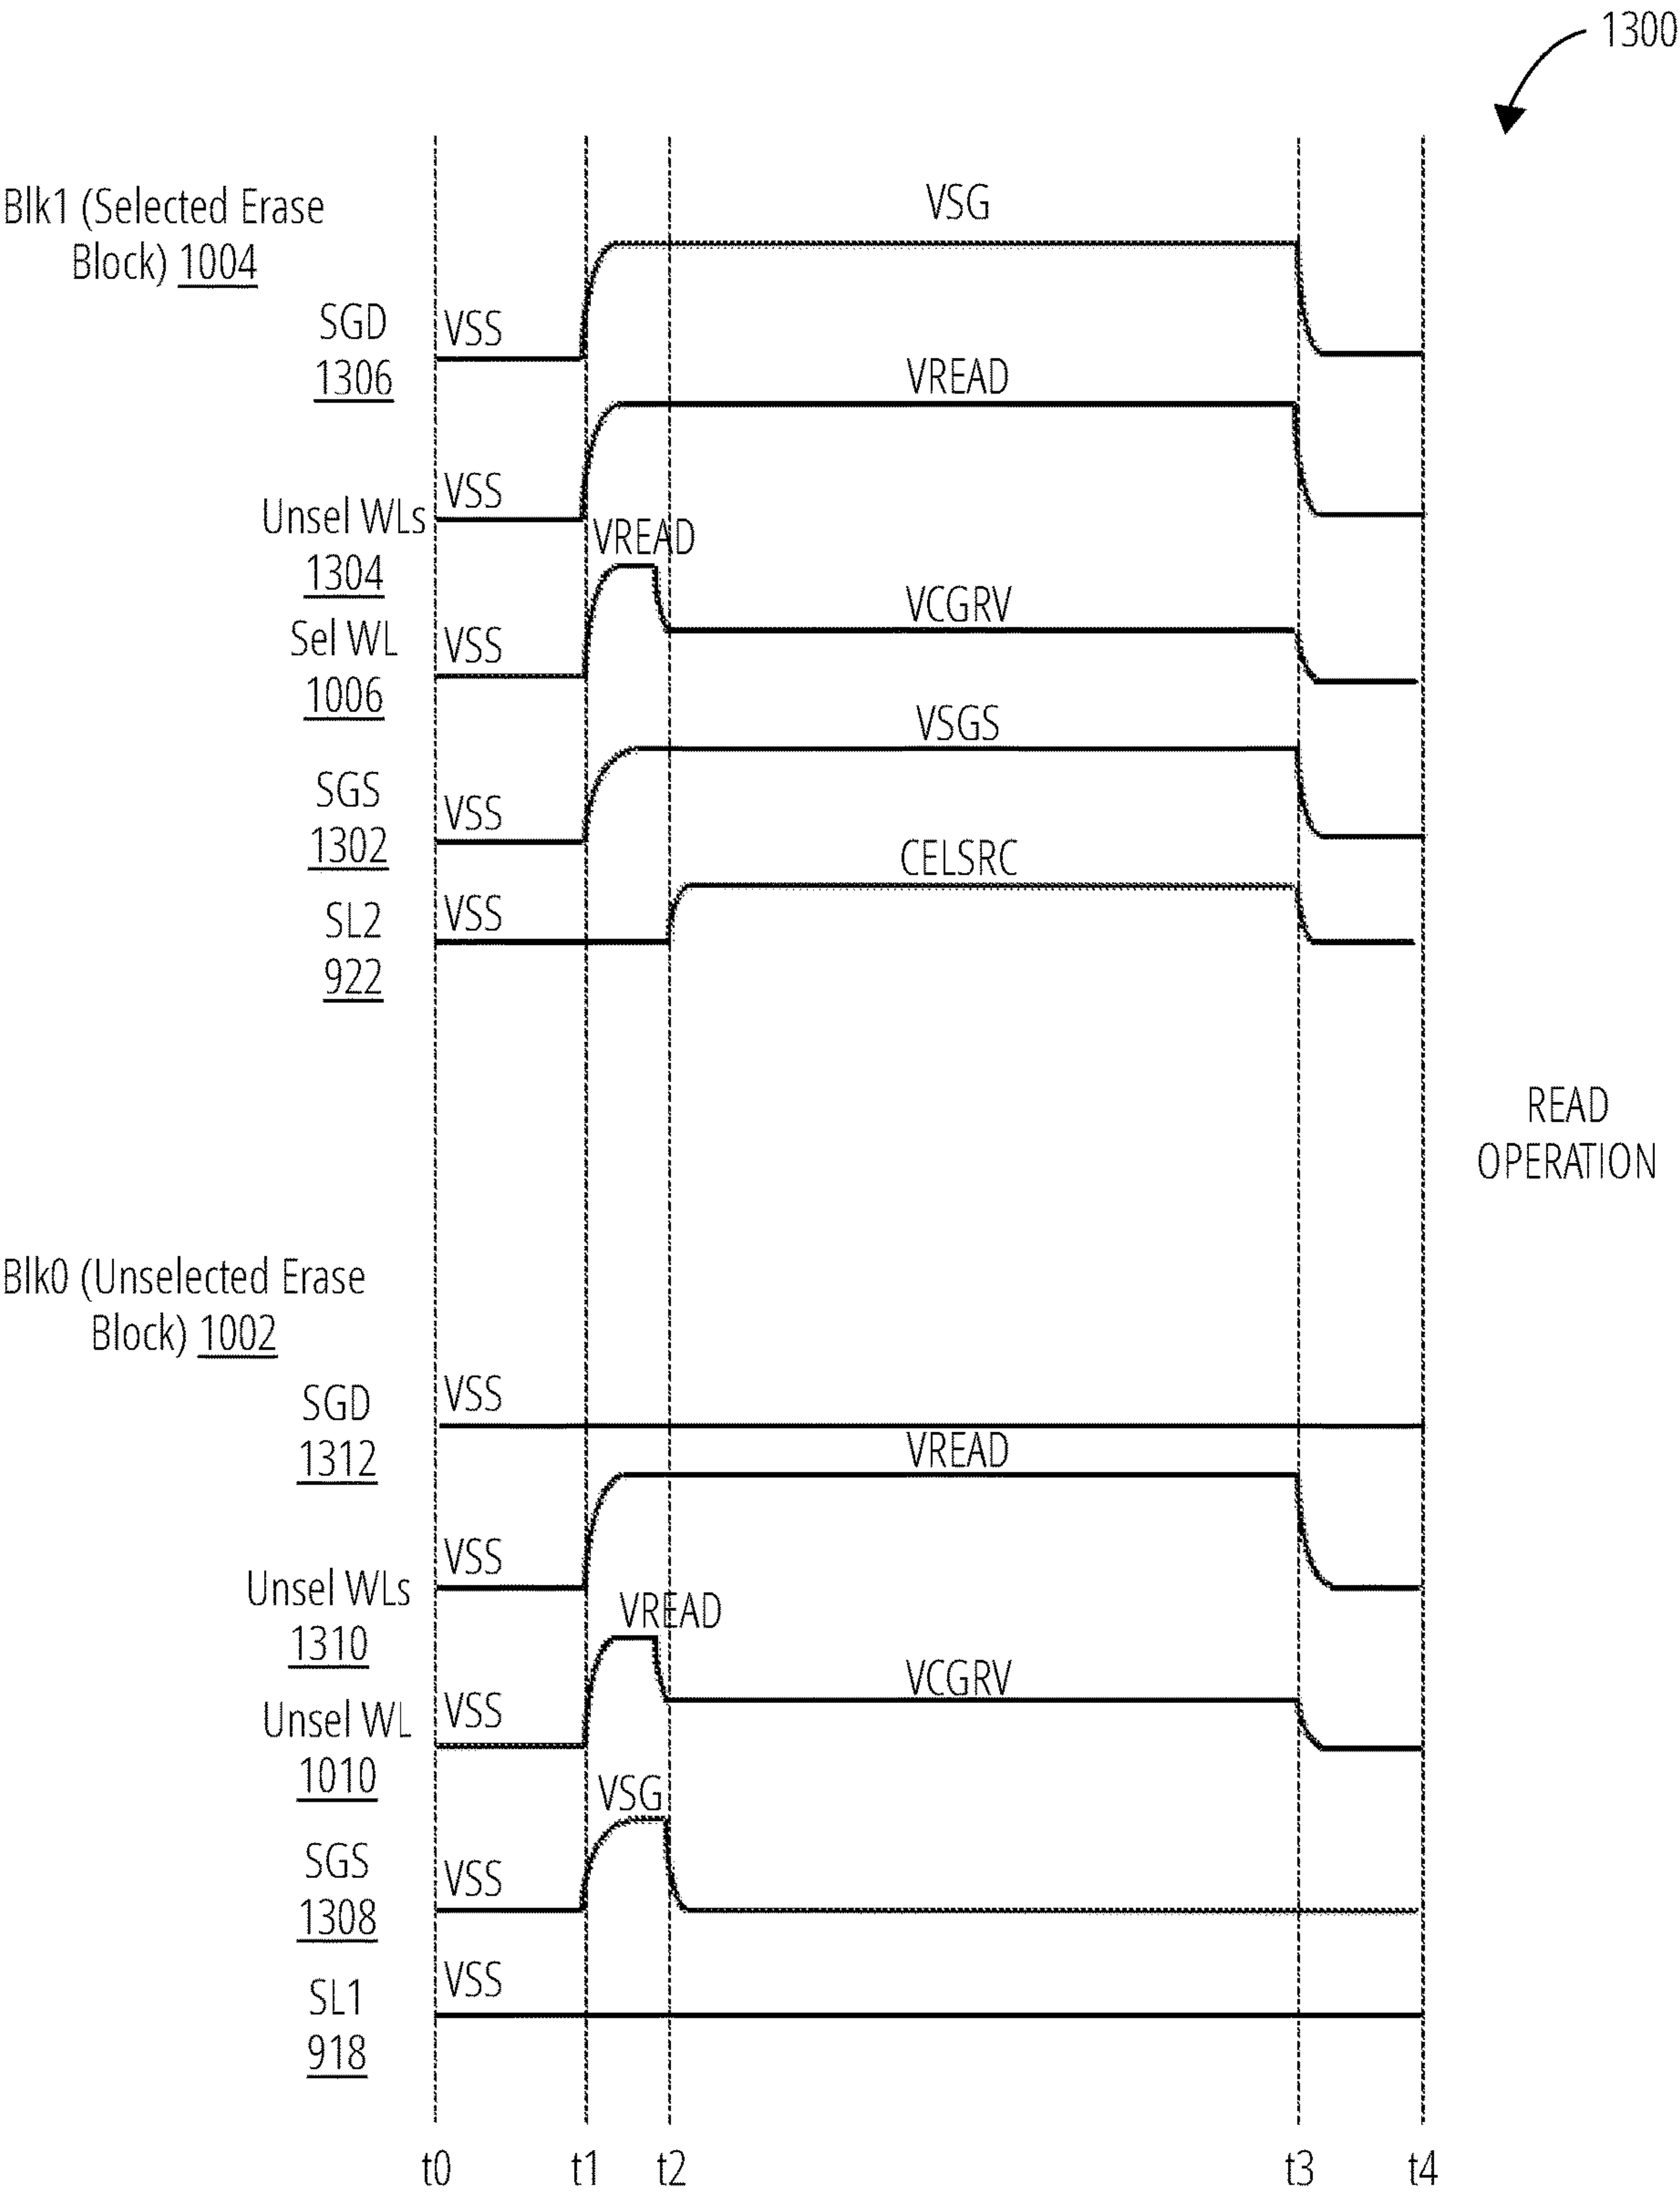 1300
Blk1 (Selected Erase
Block) 1004
VSG
SGD
1306
VSS
VREAD
Unsel WLs
1304
VSS
VREAD
Sel WL
1006
VSS
VCGRV
SGS
1302
VSS
VSGS
SL2
922
VSS
CELSRC
READ
OPERATION
Blk0 (Unselected Erase
Block) 1002
SGD
1312
VSS
VREAD
Unsel WLs
1310
VSS
VREAD
Unsel WL
1010
VSS
VCGRV
VSG
SGS
1308
VSS
SL1
918
VSS
t0 t1 t2 t3 t4